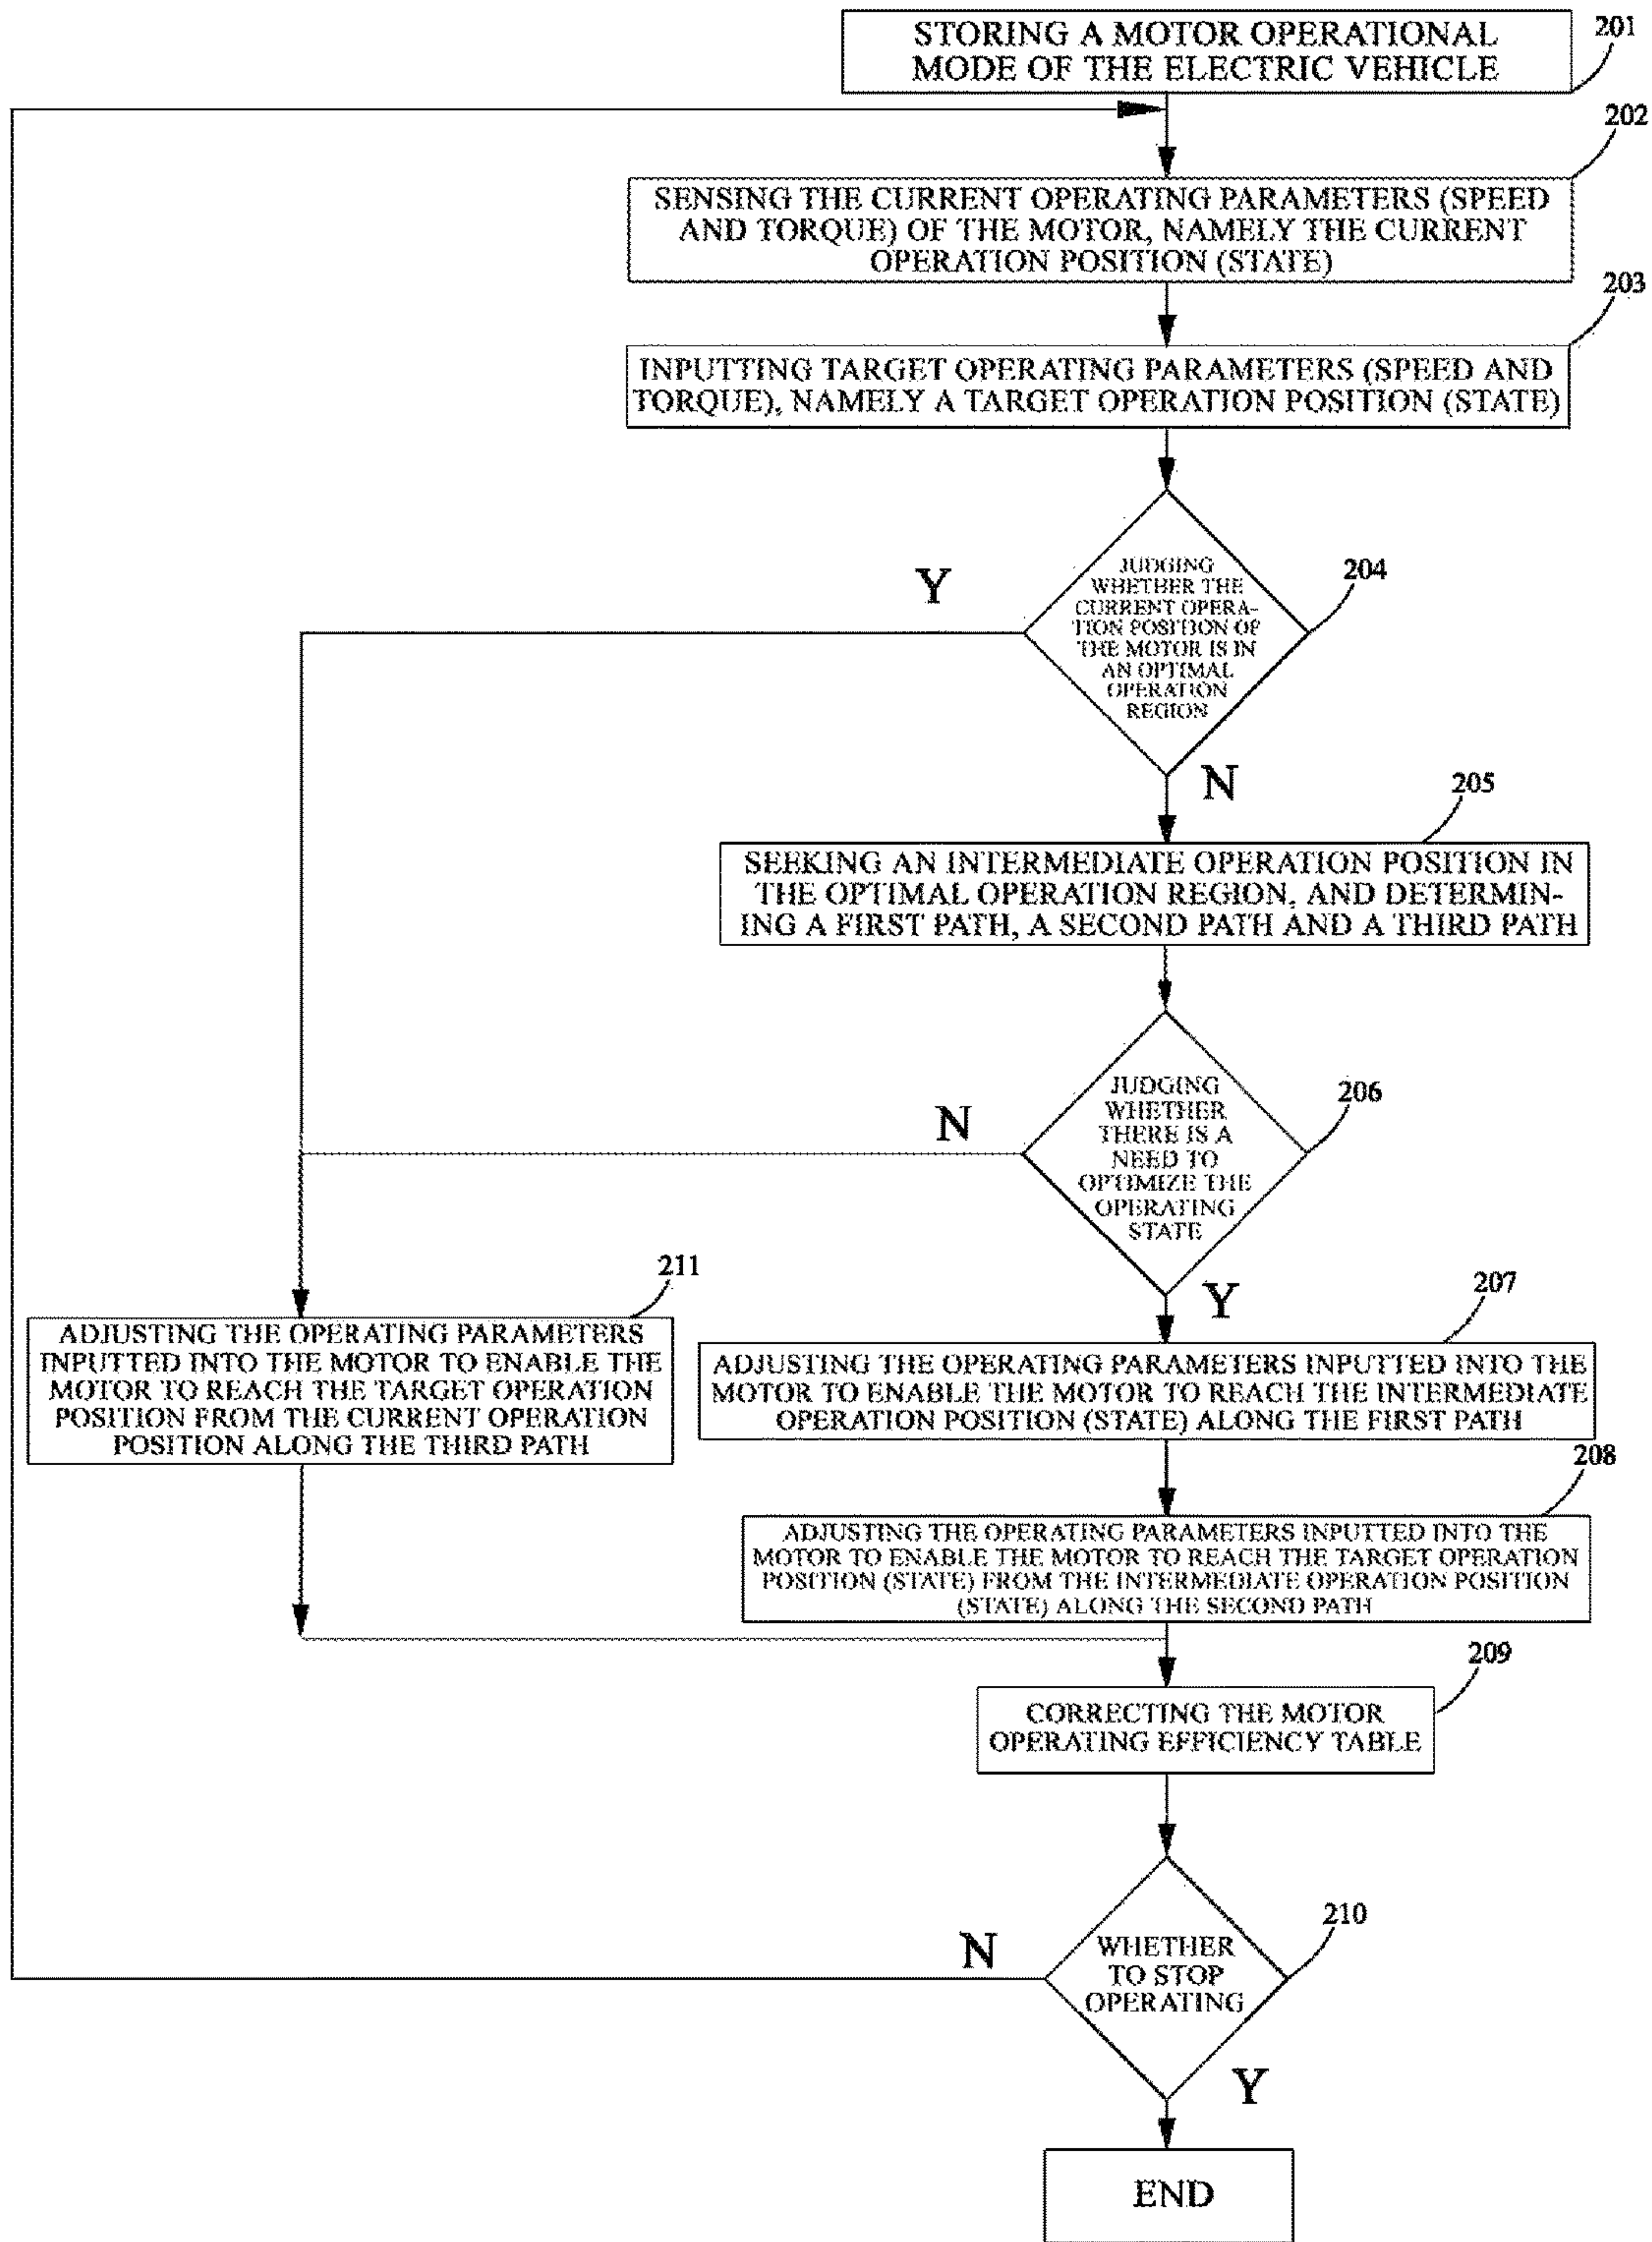 STORING A MOTOR OPERATIONAL
MODE OF THE ELECTRIC VEHICLE
201
202
SENSING THE CURRENT OPERATING PARAMETERS (SPEED
AND TORQUE) OF THE MOTOR, NAMELY THE CURRENT
OPERATION POSITION (STATE)
203
INPUTTING TARGET OPERATING PARAMETERS (SPEED AND
TORQUE), NAMELY A TARGET OPERATION POSITION (STATE)
Y
204
JUDGING
WHETHER THE
CURRENT OPERA-
TION POSITION OF
THE MOTOR IS IN
AN OPTIMAL
OPERATION
REGION
N
205
SEEKING AN INTERMEDIATE OPERATION POSITION IN
THE OPTIMAL OPERATION REGION, AND DETERMIN-
ING A FIRST PATH, A SECOND PATH AND A THIRD PATH
N
206
JUDGING
WHETHER
THERE IS A
NEED TO
OPTIMIZE THE
OPERATING
STATE
Y
211
ADJUSTING THE OPERATING PARAMETERS
INPUTTED INTO THE MOTOR TO ENABLE THE
MOTOR TO REACH THE TARGET OPERATION
POSITION FROM THE CURRENT OPERATION
POSITION ALONG THE THIRD PATH
207
ADJUSTING THE OPERATING PARAMETERS INPUTTED INTO THE
MOTOR TO ENABLE THE MOTOR TO REACH THE INTERMEDIATE
OPERATION POSITION (STATE) ALONG THE FIRST PATH
208
ADJUSTING THE OPERATING PARAMETERS INPUTTED INTO THE
MOTOR TO ENABLE THE MOTOR TO REACH THE TARGET OPERATION
POSITION (STATE) FROM THE INTERMEDIATE OPERATION POSITION
(STATE) ALONG THE SECOND PATH
209
CORRECTING THE MOTOR
OPERATING EFFICIENCY TABLE
N
210
WHETHER
TO STOP
OPERATING
Y
END